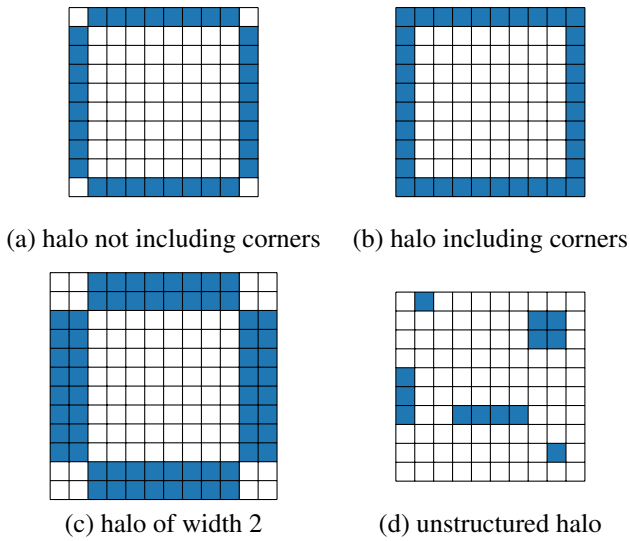 (a) halo not including corners
(b) halo including corners
(c) halo of width 2
(d) unstructured halo